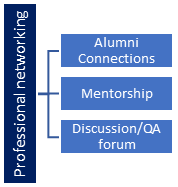 Professional networking
Alumni
Connections
Mentorship
Discussion/QA
forum